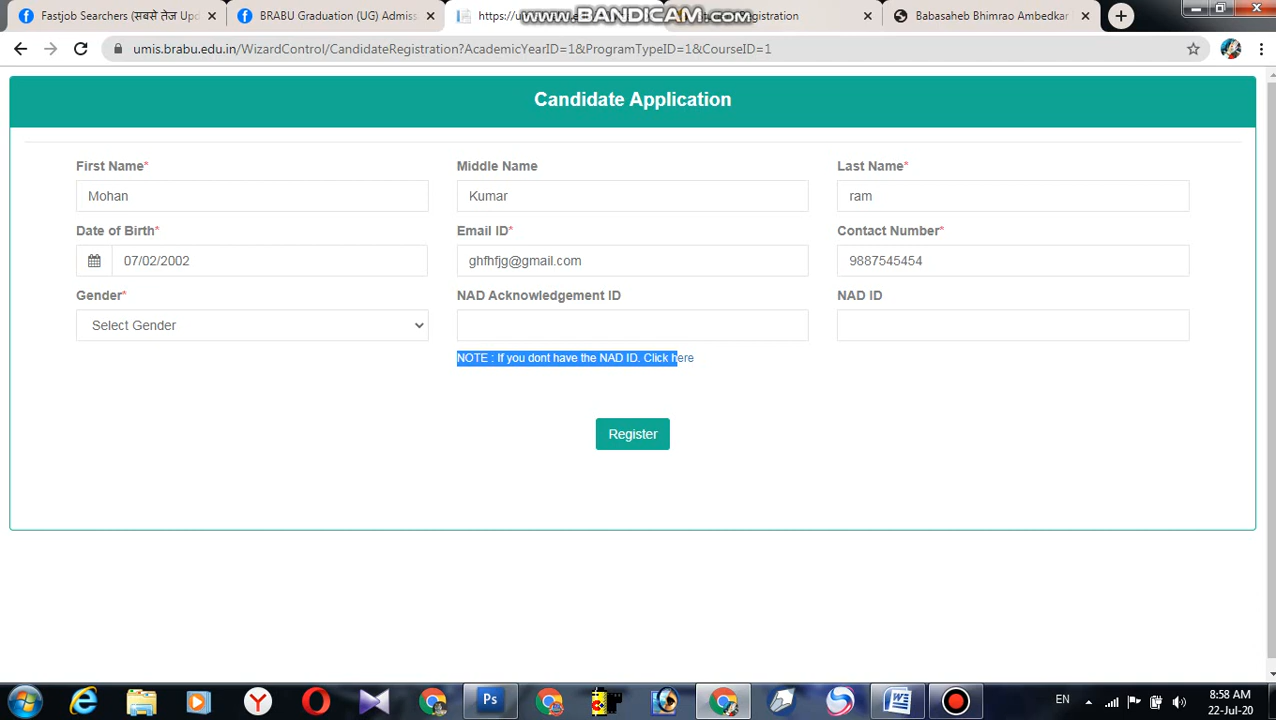 Fastjob Searchers (सबसे तेज Upd
BRABU Graduation (UG) Admiss
https://u
www.BANDICAM.com
gistration
Babasaheb Bhimrao Ambedkar
umis.brabu.edu.in/WizardControl/CandidateRegistration?AcademicYearID=1&ProgramTypeID=1&CourseID=1
Candidate Application
First Name* Middle Name Last Name*
Mohan Kumar ram
Date of Birth* Email ID* Contact Number*
07/02/2002 ghfhfjg@gmail.com 9887545454
Gender* NAD Acknowledgement ID NAD ID
Select Gender
NOTE : If you dont have the NAD ID. Click here
Register
Ps
EN
8:58 AM
22-Jul-20